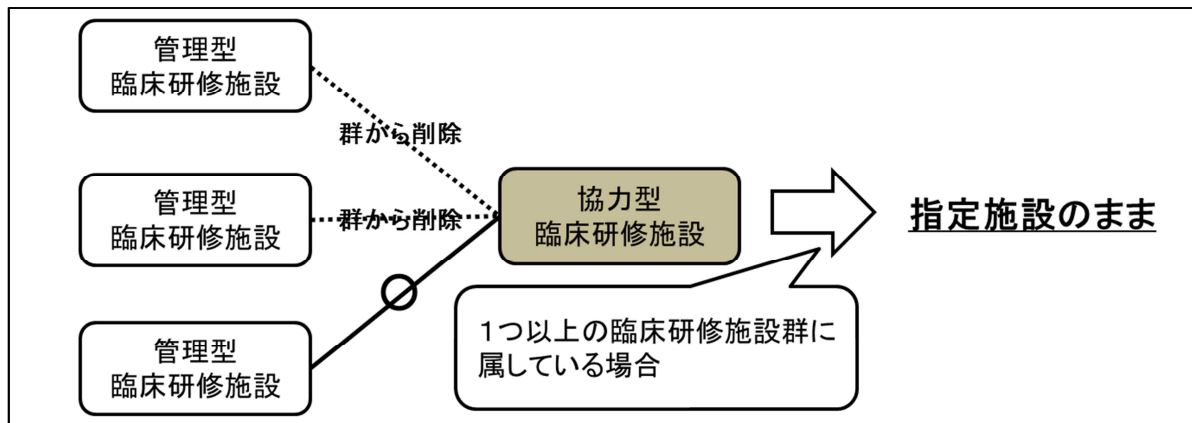 管理型
臨床研修施設
群から削除
管理型
臨床研修施設
群から削除
協力型
臨床研修施設
指定施設のまま
1つ以上の臨床研修施設群に
属している場合
管理型
臨床研修施設